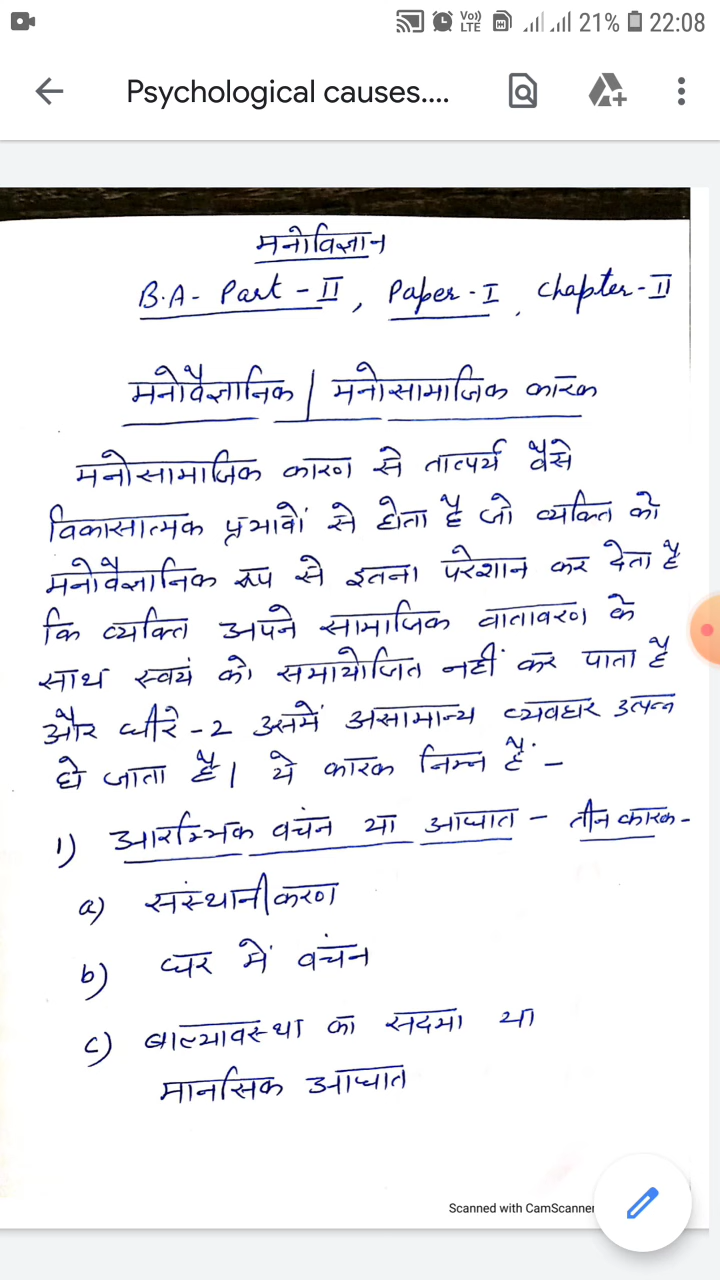 Vo)) LTE 21% 22:08
Psychological causes....
मनोविज्ञान
B.A- Part - II, Paper - I, Chapter - II
मनोवैज्ञानिक / मनोसामाजिक कारक
मनोसामाजिक कारण से तात्पर्य वैसे
विकासात्मक प्रभावों से होता है जो व्यक्ति को
मनोवैज्ञानिक रूप से इतना परेशान कर देता है
कि व्यक्ति अपने सामाजिक वातावरण के
साथ स्वयं को समायोजित नहीं कर पाता है
और धीरे -2 उसमें असामान्य व्यवहार उत्पन्न
हो जाता है। ये कारक निम्न हैं -
1) आरम्भिक वंचन या आघात - तीन कारक -
a) संस्थानीकरण
b) घर में वंचन
c) बाल्यावस्था का सदमा या
मानसिक आघात
Scanned with CamScanner